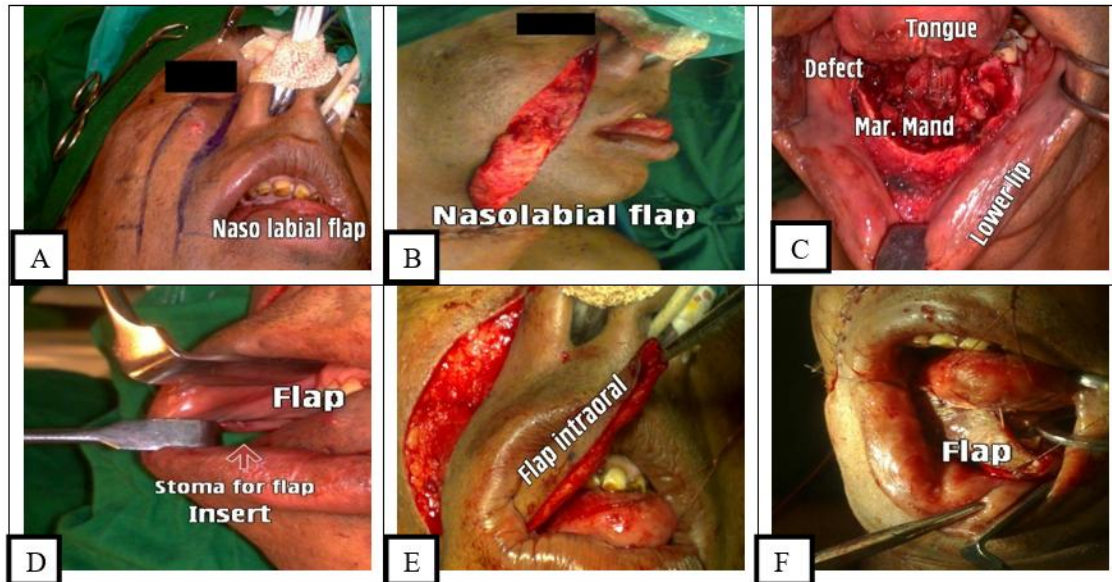 Naso labial flap
A
Nasolabial flap
B
Tongue
Defect
Mar. Mand
Lower lip
C
Flap
Stoma for flap
Insert
D
Flap intraoral
E
Flap
F